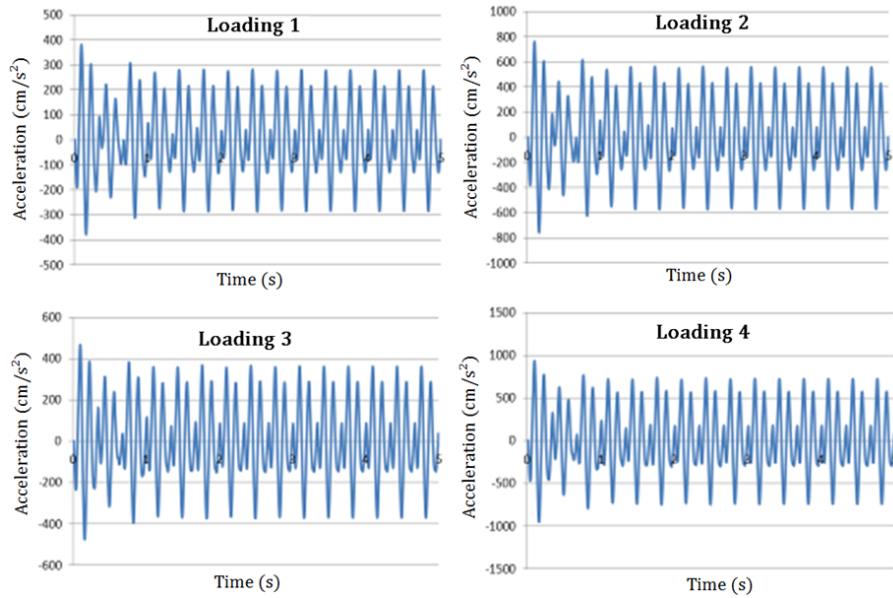 Loading 1
Acceleration (cm/s²)
500
400
300
200
100
0
-100
-200
-300
-400
-500
0 1 2 3 4 5
Time (s)
Loading 2
Acceleration (cm/s²)
1000
800
600
400
200
0
-200
-400
-600
-800
-1000
0 1 2 3 4 5
Time (s)
Loading 3
Acceleration (cm/s²)
600
400
200
0
-200
-400
-600
0 1 2 3 4 5
Time (s)
Loading 4
Acceleration (cm/s²)
1500
1000
500
0
-500
-1000
-1500
0 1 2 3 4
Time (s)